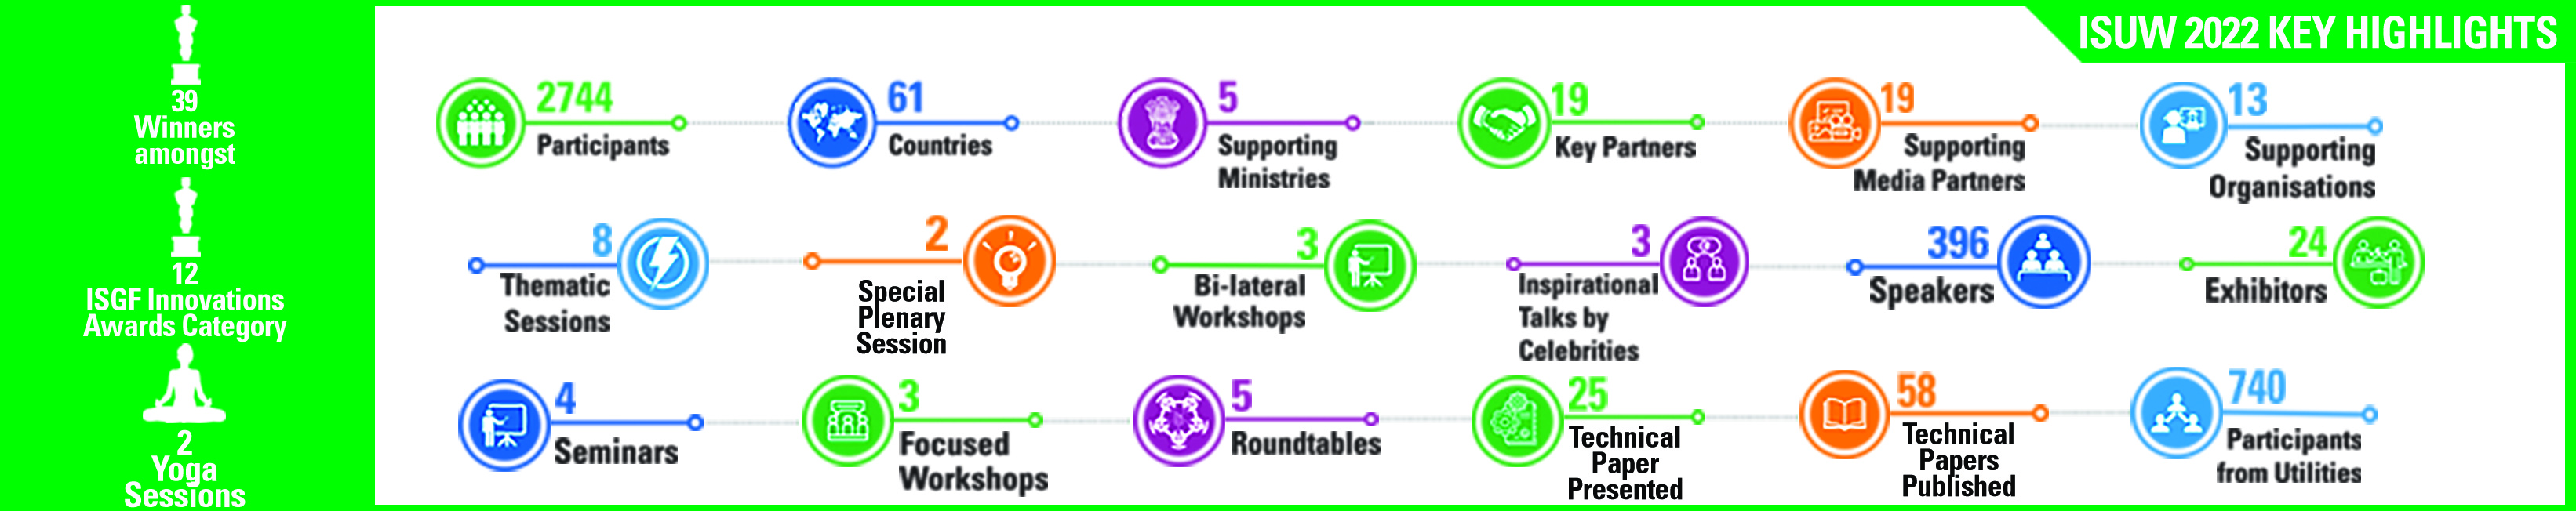 39
Winners
amongst
12
ISGF Innovations
Awards Category
2
Yoga
Sessions
ISUW 2022 KEY HIGHLIGHTS
2744
Participants
61
Countries
5
Supporting
Ministries
19
Key Partners
19
Supporting
Media Partners
13
Supporting
Organisations
8
Thematic
Sessions
2
Special
Plenary
Session
3
Bi-lateral
Workshops
3
Inspirational
Talks by
Celebrities
396
Speakers
24
Exhibitors
4
Seminars
3
Focused
Workshops
5
Roundtables
25
Technical
Paper
Presented
58
Technical
Papers
Published
740
Participants
from Utilities